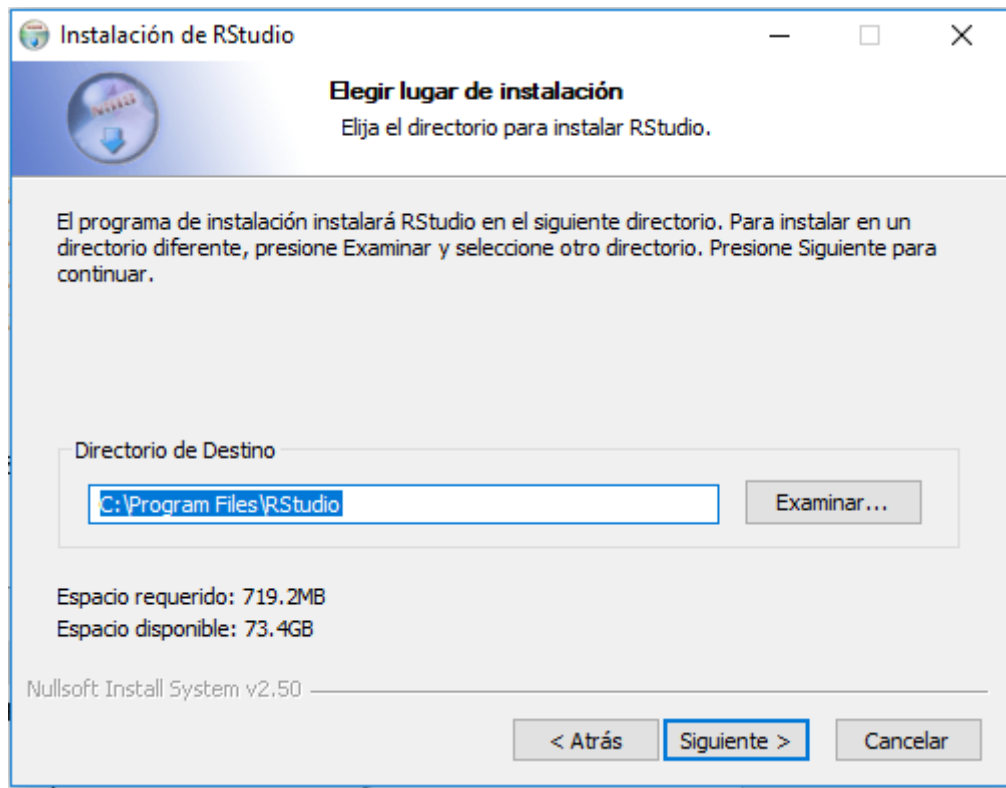 Instalación de RStudio
Elegir lugar de instalación
Elija el directorio para instalar RStudio.
El programa de instalación instalará RStudio en el siguiente directorio. Para instalar en un
directorio diferente, presione Examinar y seleccione otro directorio. Presione Siguiente para
continuar.
Directorio de Destino
C:\Program Files\RStudio
Examinar...
Espacio requerido: 719.2MB
Espacio disponible: 73.4GB
Nullsoft Install System v2.50
< Atrás
Siguiente >
Cancelar